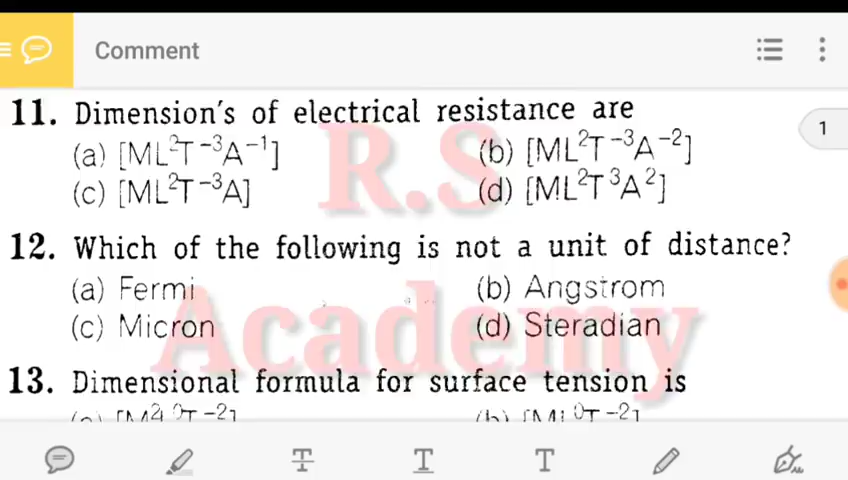 Comment
1
11. Dimension's of electrical resistance are
(a) [ML²T⁻³A⁻¹] (b) [ML²T⁻³A⁻²]
(c) [ML²T⁻³A] (d) [ML²T³A²]
12. Which of the following is not a unit of distance?
(a) Fermi (b) Angstrom
(c) Micron (d) Steradian
13. Dimensional formula for surface tension is
R.S
Academy
T
T
T